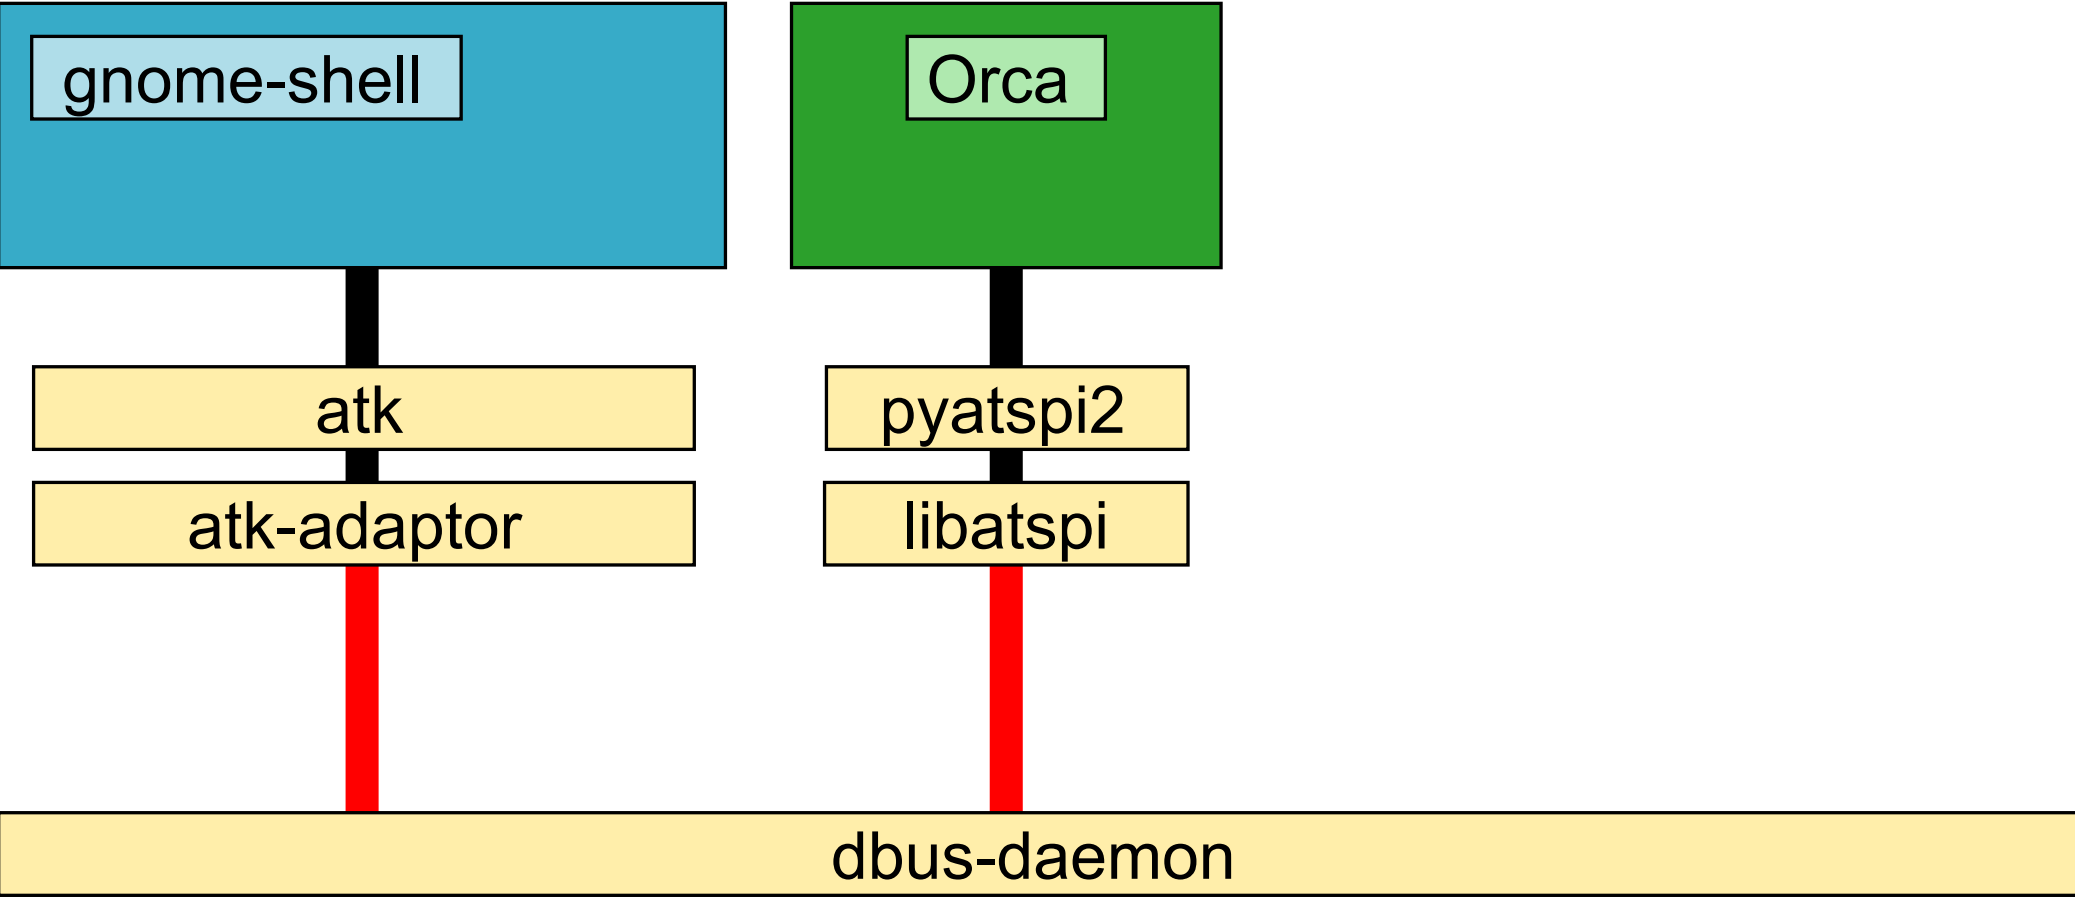 gnome-shell
Orca
atk
pyatspi2
atk-adaptor
libatspi
dbus-daemon